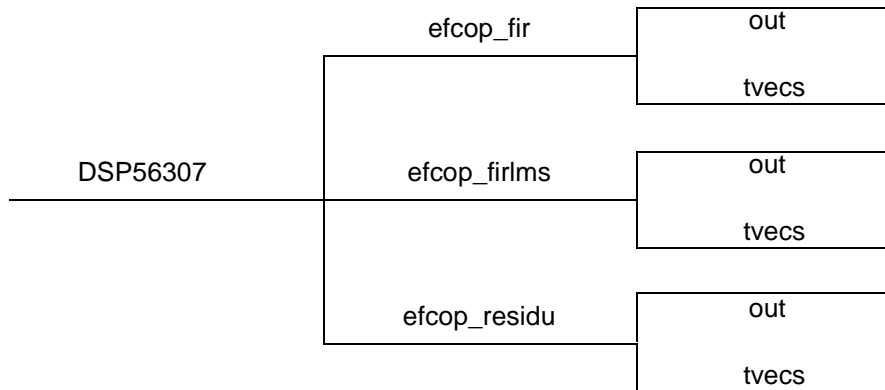 efcop_fir
out
tvecs
DSP56307
efcop_firlms
out
tvecs
efcop_residu
out
tvecs